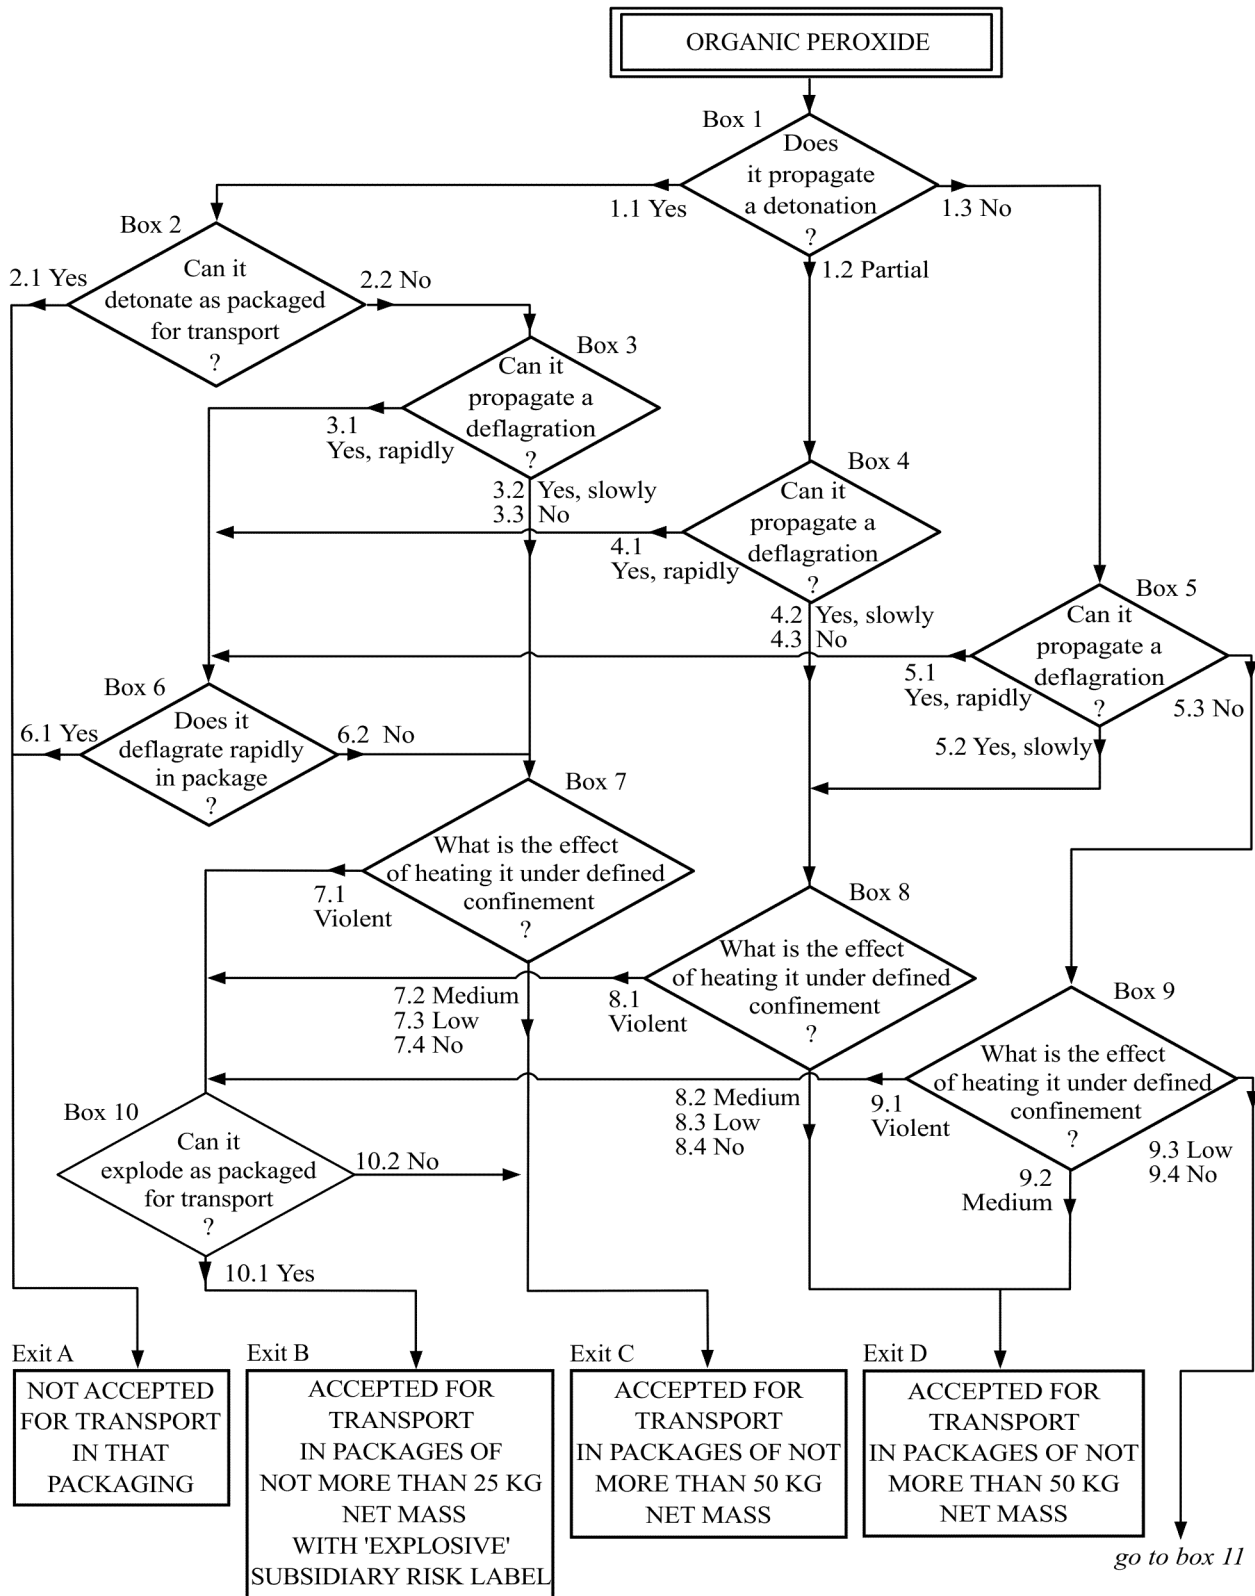 ORGANIC PEROXIDE
Box 1
Does
it propagate
a detonation
?
1.1 Yes
1.3 No
1.2 Partial
Box 2
Can it
detonate as packaged
for transport
?
2.1 Yes
2.2 No
Box 3
Can it
propagate a
deflagration
?
3.1
Yes, rapidly
3.2 Yes, slowly
3.3 No
Box 4
Can it
propagate a
deflagration
?
4.1
Yes, rapidly
4.2 Yes, slowly
4.3 No
Box 5
Can it
propagate a
deflagration
?
5.1
Yes, rapidly
5.3 No
5.2 Yes, slowly
Box 6
Does it
deflagrate rapidly
in package
?
6.1 Yes
6.2 No
Box 7
What is the effect
of heating it under defined
confinement
?
7.1
Violent
7.2 Medium
7.3 Low
7.4 No
Box 8
What is the effect
of heating it under defined
confinement
?
8.1
Violent
8.2 Medium
8.3 Low
8.4 No
Box 9
What is the effect
of heating it under defined
confinement
?
9.1
Violent
9.2
Medium
9.3 Low
9.4 No
Box 10
Can it
explode as packaged
for transport
?
10.2 No
10.1 Yes
Exit A
NOT ACCEPTED
FOR TRANSPORT
IN THAT
PACKAGING
Exit B
ACCEPTED FOR
TRANSPORT
IN PACKAGES OF
NOT MORE THAN 25 KG
NET MASS
WITH 'EXPLOSIVE'
SUBSIDIARY RISK LABEL
Exit C
ACCEPTED FOR
TRANSPORT
IN PACKAGES OF NOT
MORE THAN 50 KG
NET MASS
Exit D
ACCEPTED FOR
TRANSPORT
IN PACKAGES OF NOT
MORE THAN 50 KG
NET MASS
go to box 11